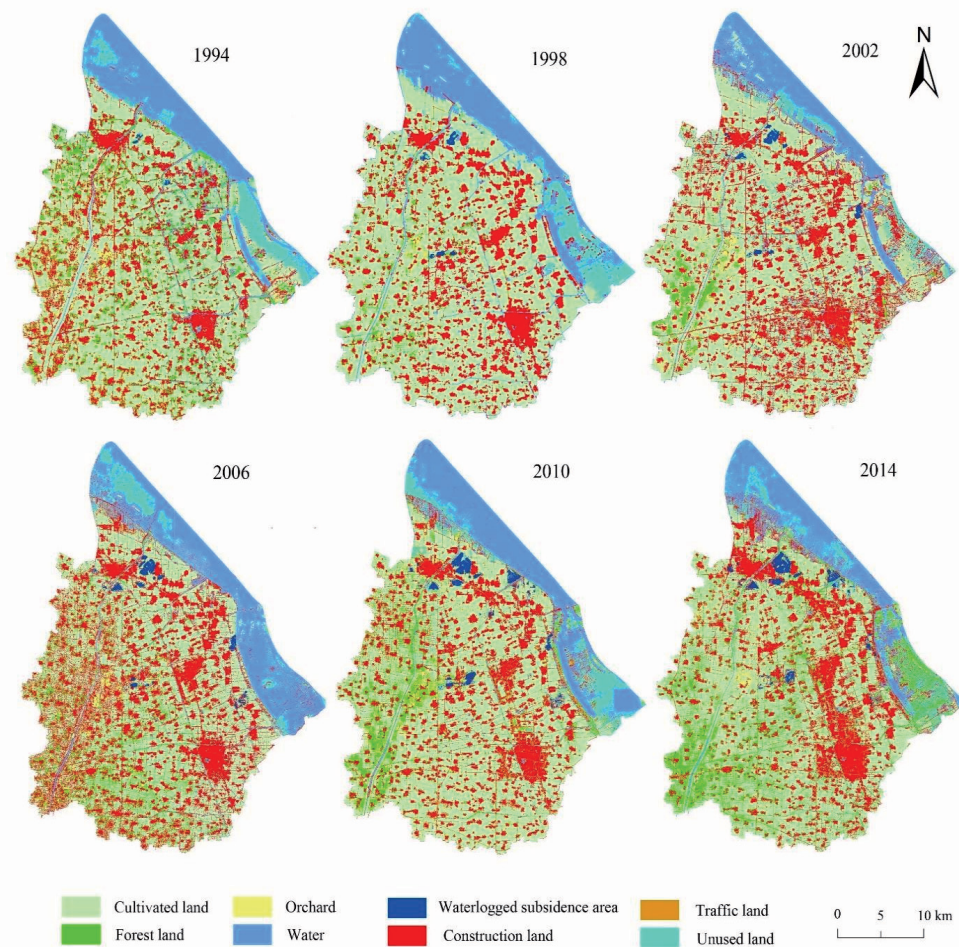 1994
1998
2002
N
2006
2010
2014
Cultivated land
Orchard
Waterlogged subsidence area
Traffic land
Forest land
Water
Construction land
Unused land
0 5 10 km